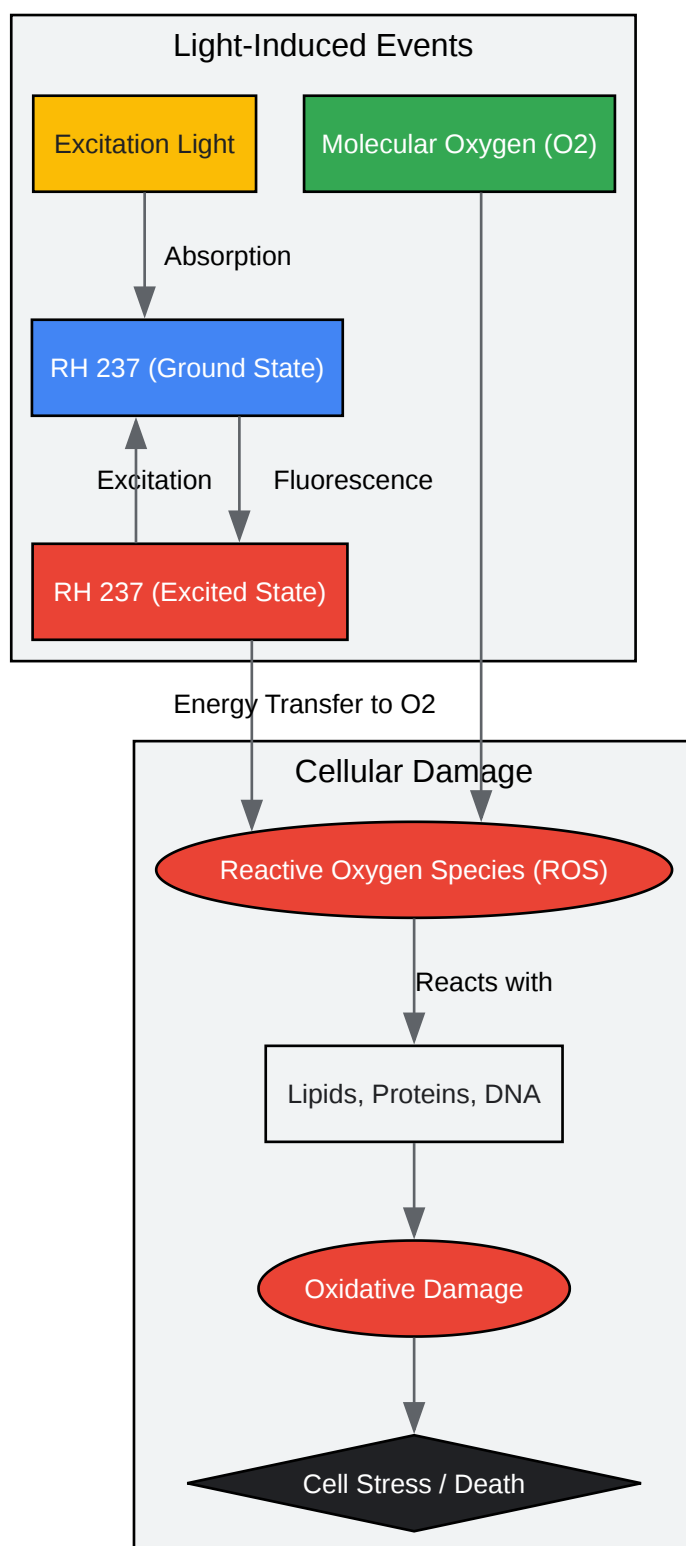 Light-Induced Events
Excitation Light
Molecular Oxygen (O2)
Absorption
RH 237 (Ground State)
Excitation
Fluorescence
RH 237 (Excited State)
Energy Transfer to O2
Cellular Damage
Reactive Oxygen Species (ROS)
Reacts with
Lipids, Proteins, DNA
Oxidative Damage
Cell Stress / Death